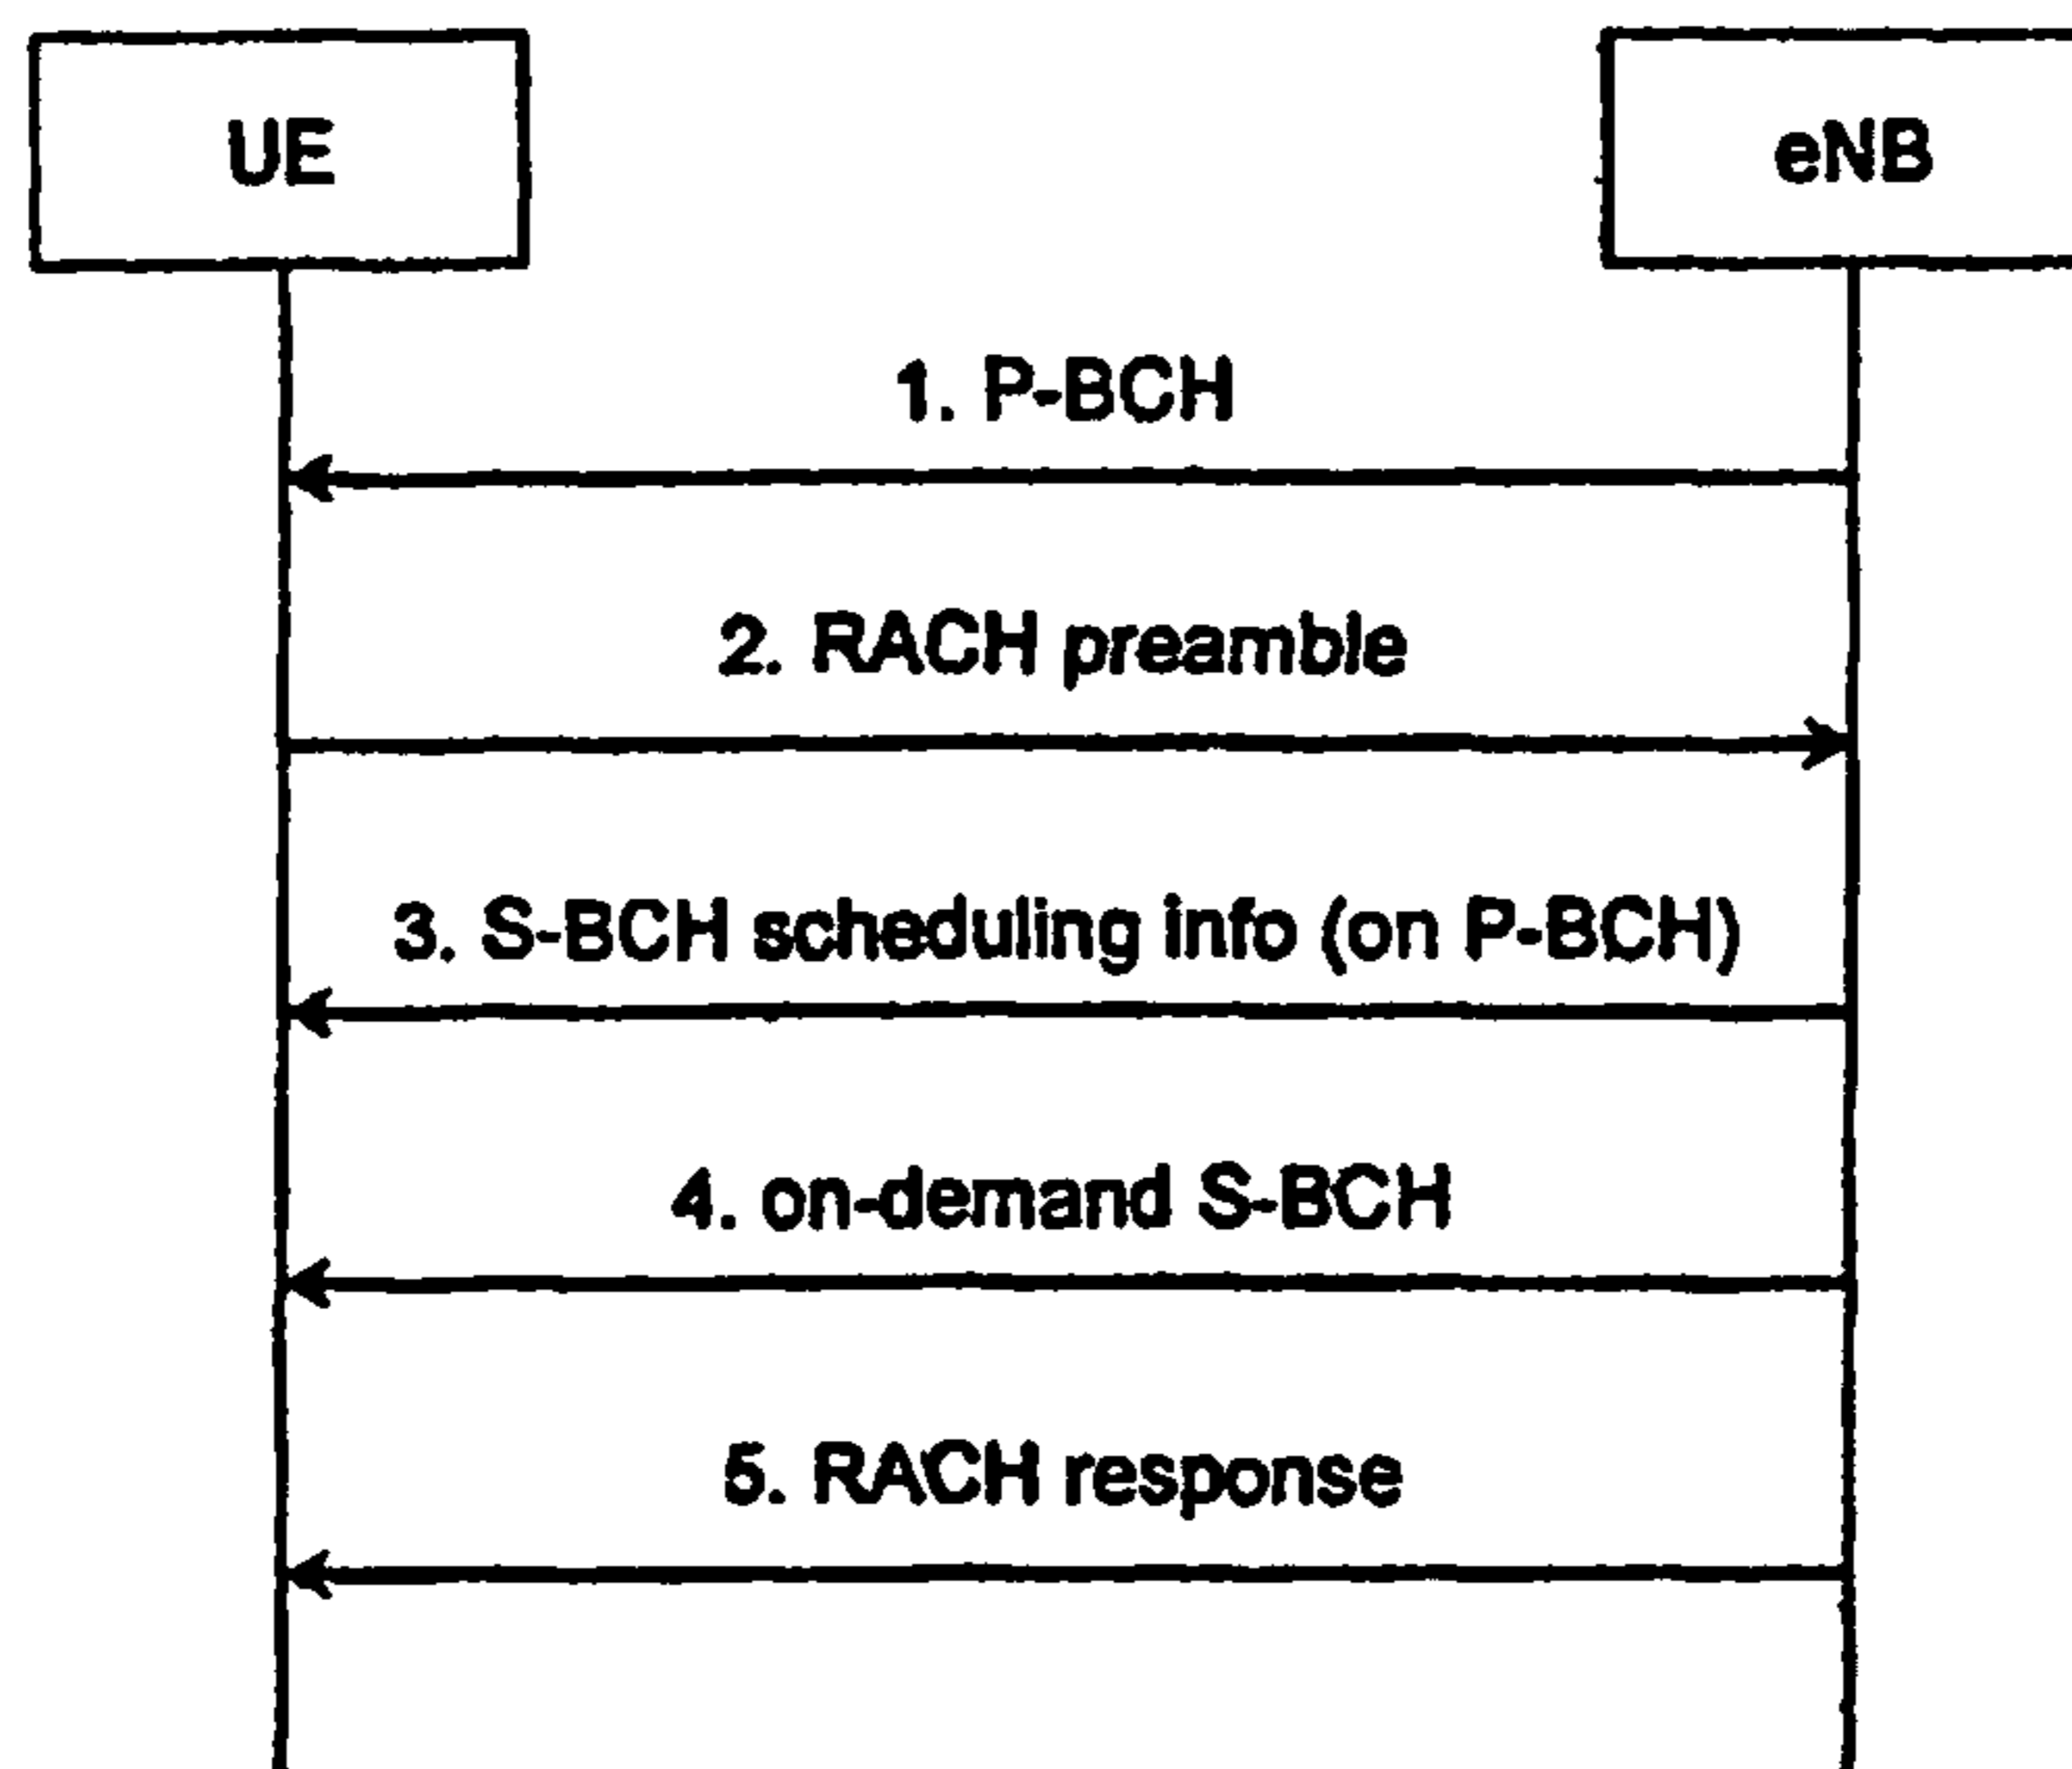 UE
eNB
1. P-BCH
2. RACH preamble
3. S-BCH scheduling info (on P-BCH)
4. on-demand S-BCH
5. RACH response